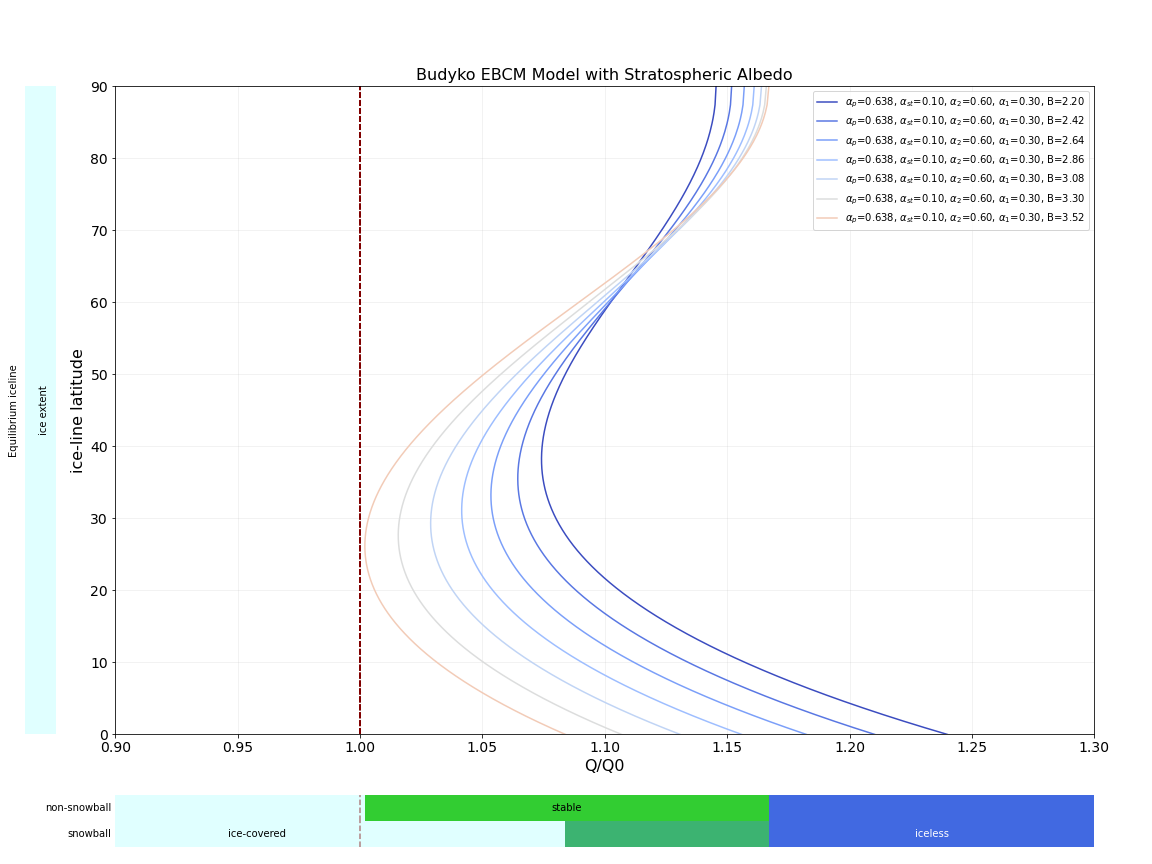 Budyko EBCM Model with Stratospheric Albedo
αp=0.638, αst=0.10, α2=0.60, α1=0.30, B=2.20
αp=0.638, αst=0.10, α2=0.60, α1=0.30, B=2.42
αp=0.638, αst=0.10, α2=0.60, α1=0.30, B=2.64
αp=0.638, αst=0.10, α2=0.60, α1=0.30, B=2.86
αp=0.638, αst=0.10, α2=0.60, α1=0.30, B=3.08
αp=0.638, αst=0.10, α2=0.60, α1=0.30, B=3.30
αp=0.638, αst=0.10, α2=0.60, α1=0.30, B=3.52
Equilibrium iceline
ice extent
ice-line latitude
90
80
70
60
50
40
30
20
10
0
0.90 0.95 1.00 1.05 1.10 1.15 1.20 1.25 1.30
Q/Q0
non-snowball stable
snowball ice-covered iceless